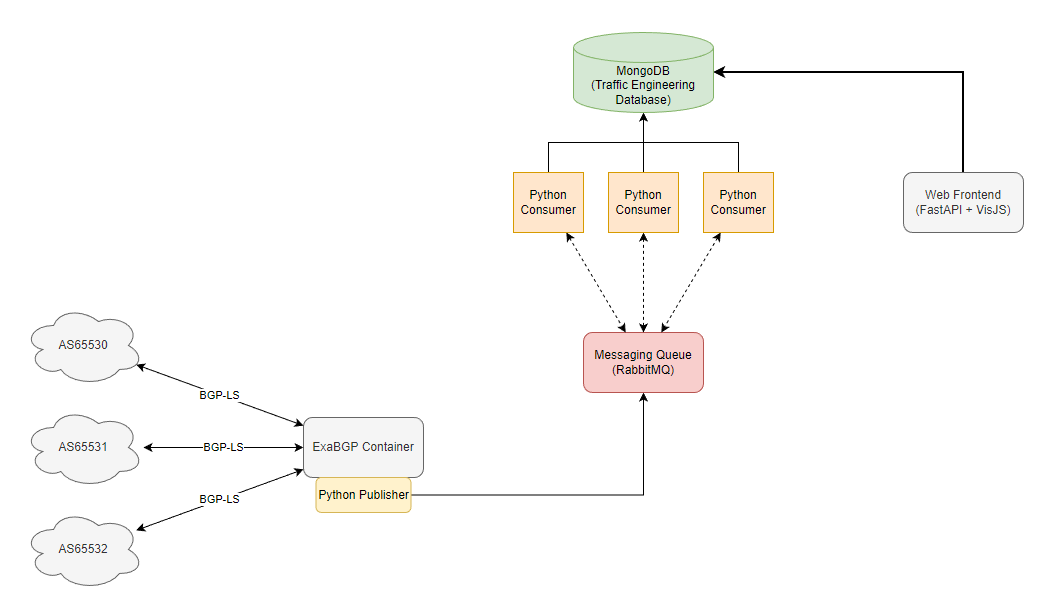 MongoDB
(Traffic Engineering
Database)
Python
Consumer
Python
Consumer
Python
Consumer
Web Frontend
(FastAPI + VisJS)
Messaging Queue
(RabbitMQ)
AS65530
BGP-LS
AS65531
BGP-LS
ExaBGP Container
Python Publisher
BGP-LS
AS65532